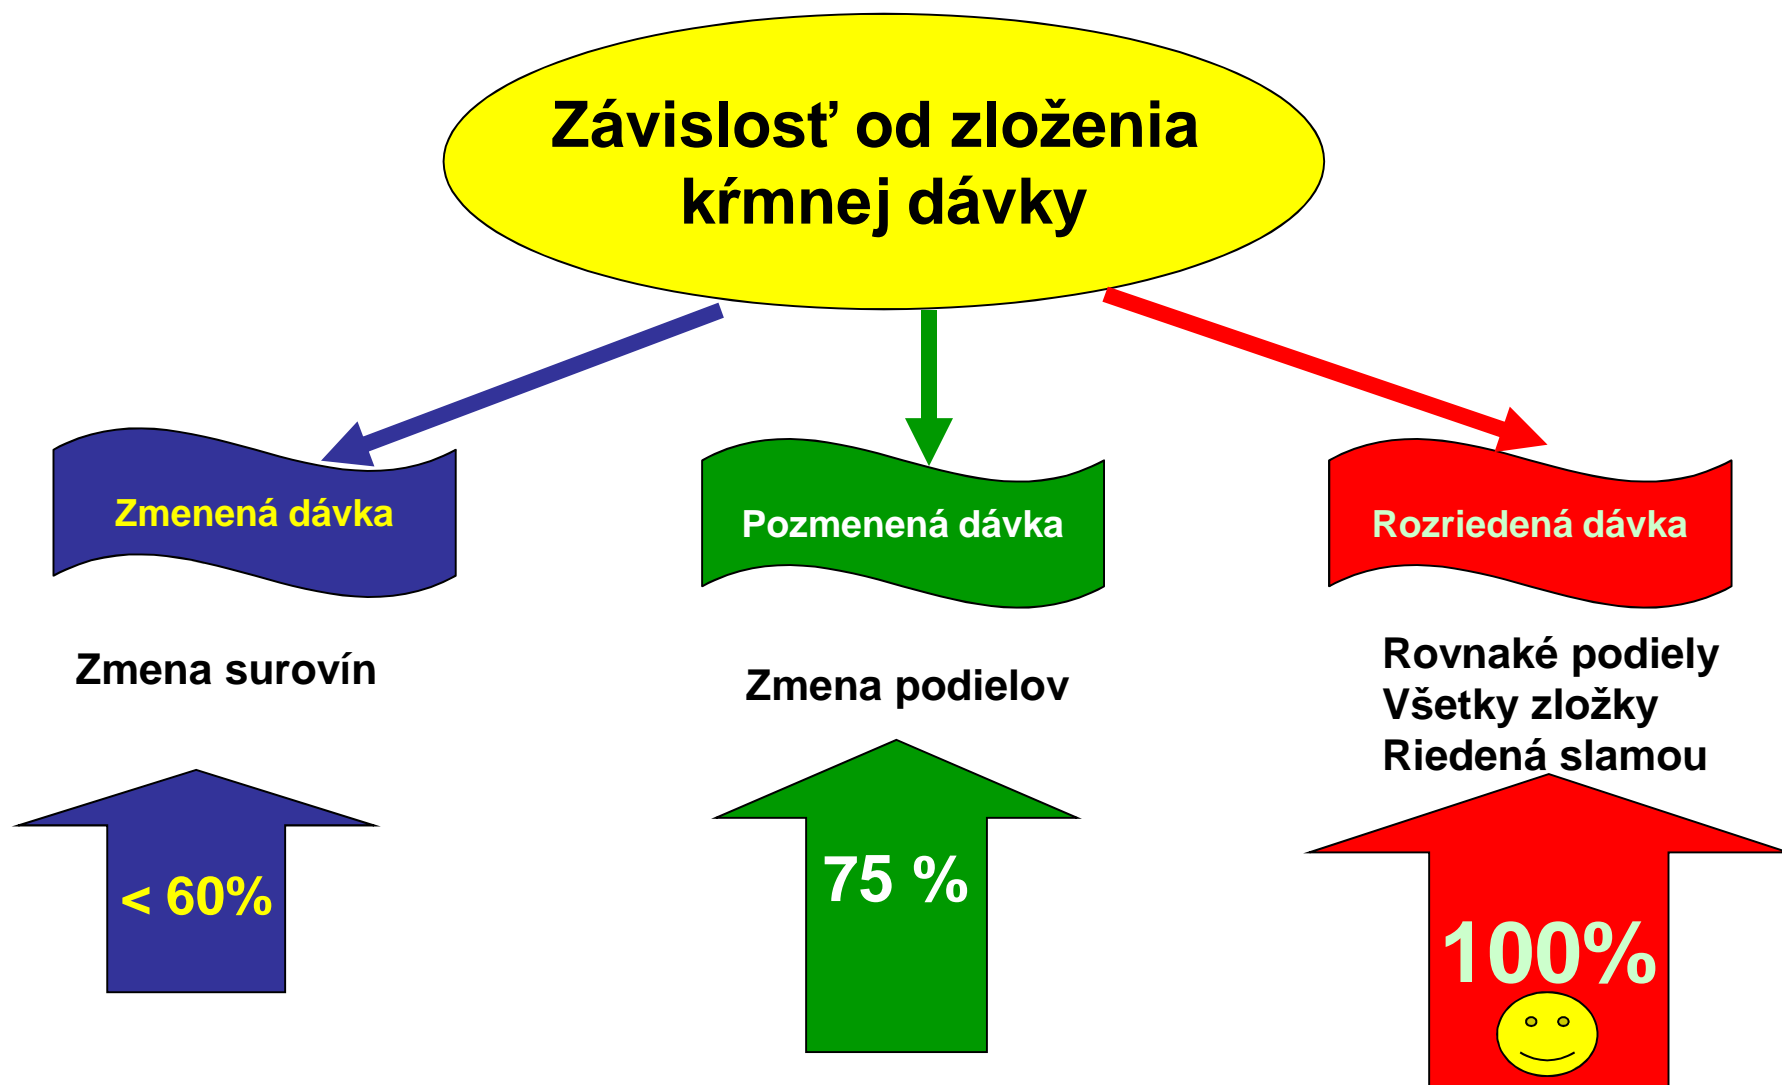 Závislosť od zloženia
kŕmnej dávky
Zmenená dávka
Pozmenená dávka
Rozriedená dávka
Zmena surovín
Zmena podielov
Rovnaké podiely
Všetky zložky
Riedená slamou
< 60%
75 %
100%